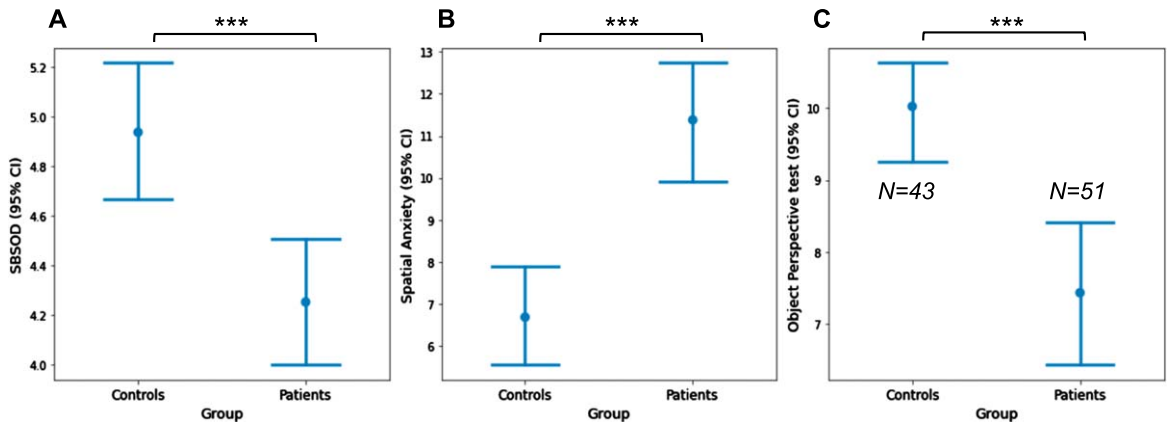 A
***
SBSOD (95% CI)
5.2
5.0
4.8
4.6
4.4
4.2
4.0
Controls
Patients
Group
B
***
Spatial Anxiety (95% CI)
13
12
11
10
9
8
7
6
Controls
Patients
Group
C
***
Object Perspective test (95% CI)
10
9
8
7
N=43
N=51
Controls
Patients
Group